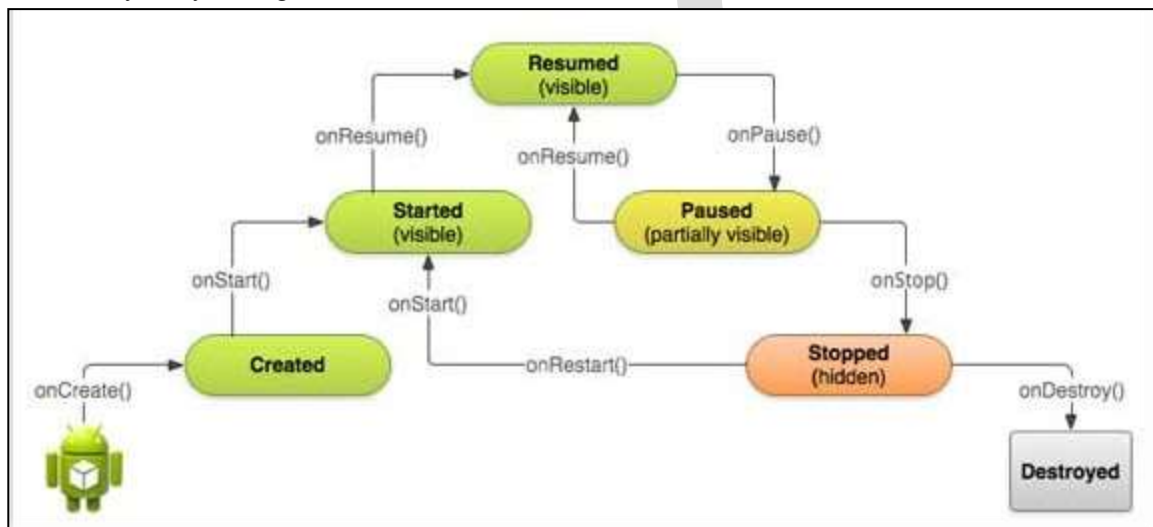 Resumed
(visible)
onResume()
onResume()
onPause()
Started
(visible)
Paused
(partially visible)
onStart()
onStart()
onStop()
Created
onRestart()
Stopped
(hidden)
onCreate()
onDestroy()
Destroyed